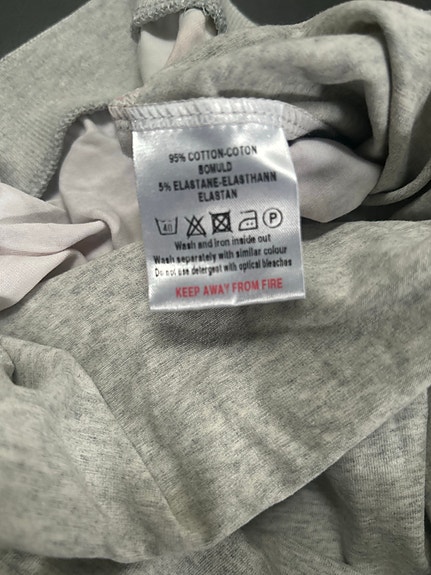 95% COTTON-COTON
BOMULD
5% ELASTANE-ELASTHANN
ELASTAN
40 P
Wash and iron inside out
Wash separately with similar colour
Do not use detergent with optical bleaches
KEEP AWAY FROM FIRE